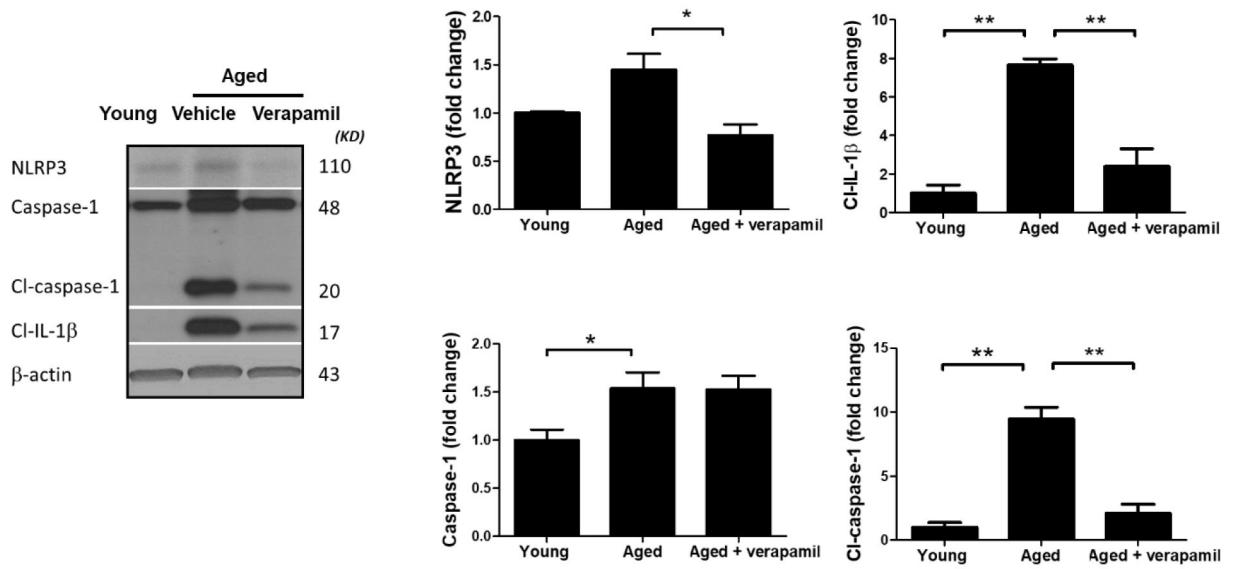 Aged
Young Vehicle Verapamil
(KD)
NLRP3 110
Caspase-1 48
Cl-caspase-1 20
Cl-IL-1β 17
β-actin 43
NLRP3 (fold change)
2.0
1.5
1.0
0.5
0.0
*
Young Aged Aged + verapamil
Cl-IL-1β (fold change)
10
8
6
4
2
0
** **
Young Aged Aged + verapamil
Caspase-1 (fold change)
2.0
1.5
1.0
0.5
0.0
*
Young Aged Aged + verapamil
Cl-caspase-1 (fold change)
15
10
5
0
** **
Young Aged Aged + verapamil